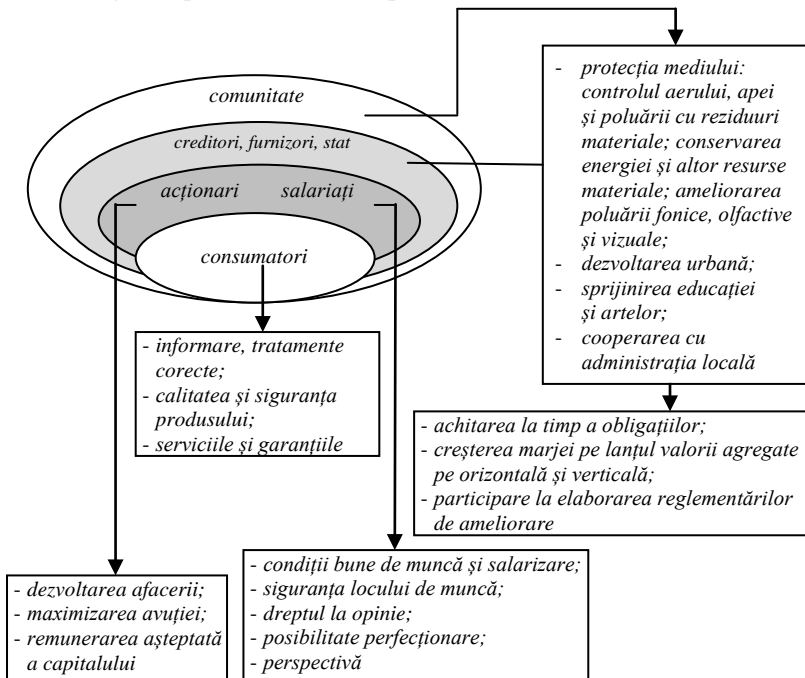 comunitate
creditori, furnizori, stat
acționari salariați
consumatori
- protecția mediului:
controlul aerului, apei
și poluării cu reziduuri
materiale; conservarea
energiei și altor resurse
materiale; ameliorarea
poluării fonice, olfactive
și vizuale;
- dezvoltarea urbană;
- sprijinirea educației
și artelor;
- cooperarea cu
administrația locală
- informare, tratamente
corecte;
- calitatea și siguranța
produsului;
- serviciile și garanțiile
- achitarea la timp a obligațiilor;
- creșterea marjei pe lanțul valorii agregate
pe orizontală și verticală;
- participare la elaborarea reglementărilor
de ameliorare
- dezvoltarea afacerii;
- maximizarea avuției;
- remunerarea așteptată
a capitalului
- condiții bune de muncă și salarizare;
- siguranța locului de muncă;
- dreptul la opinie;
- posibilitate perfecționare;
- perspectivă